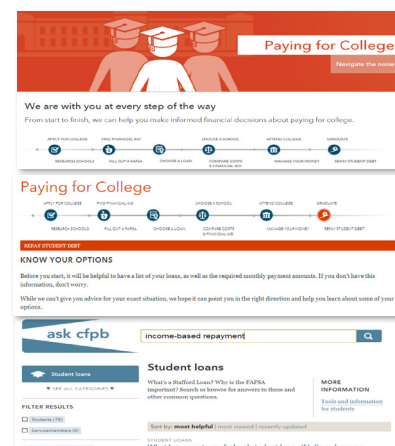 Paying for College
Navigate the noise
We are with you at every step of the way
From start to finish, we can help you make informed financial decisions about paying for college.
APPLY FOR COLLEGE FIND FINANCIAL AID CHOOSE A SCHOOL ATTEND COLLEGE GRADUATE
RESEARCH SCHOOLS FILL OUT A FAFSA CHOOSE A LOAN COMPARE COSTS & FINANCIAL AID MANAGE YOUR MONEY REPAY STUDENT DEBT
Paying for College
APPLY FOR COLLEGE FIND FINANCIAL AID CHOOSE A SCHOOL ATTEND COLLEGE GRADUATE
RESEARCH SCHOOLS FILL OUT A FAFSA CHOOSE A LOAN COMPARE COSTS & FINANCIAL AID MANAGE YOUR MONEY REPAY STUDENT DEBT
REPAY STUDENT DEBT
KNOW YOUR OPTIONS
Before you start, it will be helpful to have a list of your loans, as well as the required monthly payment amounts. If you don't have this
information, don't worry.
While we can't give you advice for your exact situation, we hope it can point you in the right direction and help you learn about some of your
options.
ask cfpb
income-based repayment
Student loans
SEE ALL CATEGORIES
FILTER RESULTS
Students (79)
Servicemembers (6)
Student loans
What's a Stafford Loan? Why is the FAFSA
important? Search or browse for answers to these and
other common questions.
MORE
INFORMATION
Tools and information
for students
Sort by: most helpful | most viewed | recently updated
STUDENT LOANS